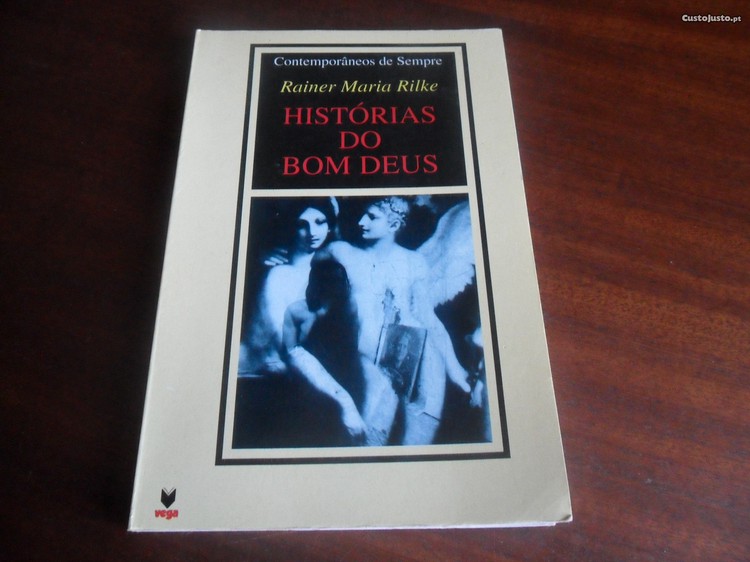 CustoJusto.pt
Contemporâneos de Sempre
Rainer Maria Rilke
HISTÓRIAS
DO
BOM DEUS
vega